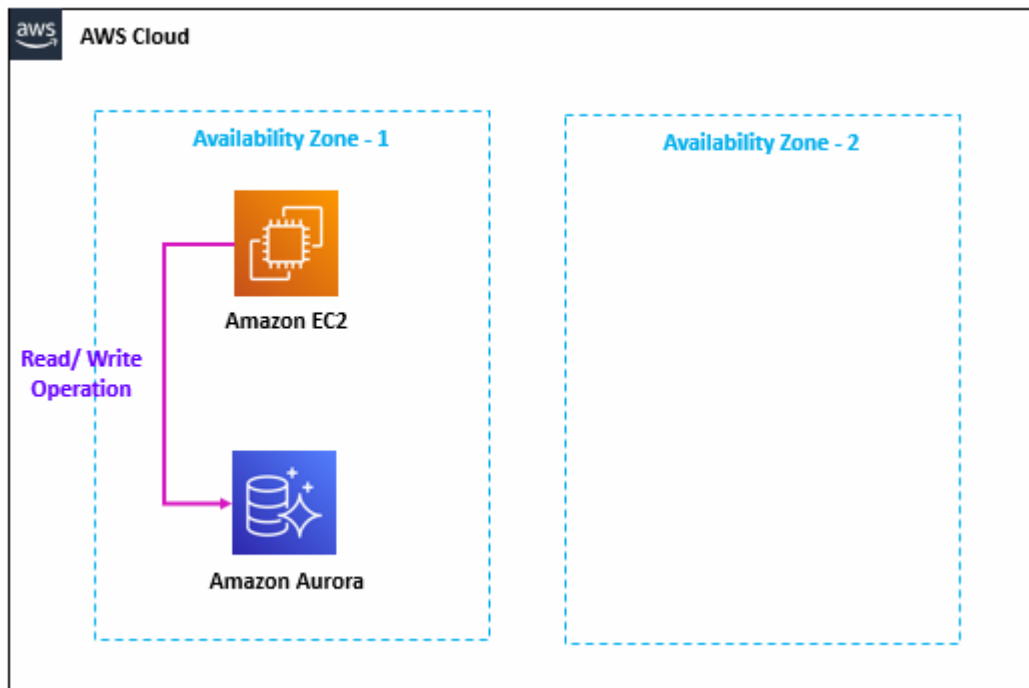 aws
AWS Cloud
Availability Zone - 1
Availability Zone - 2
Amazon EC2
Read/ Write
Operation
Amazon Aurora